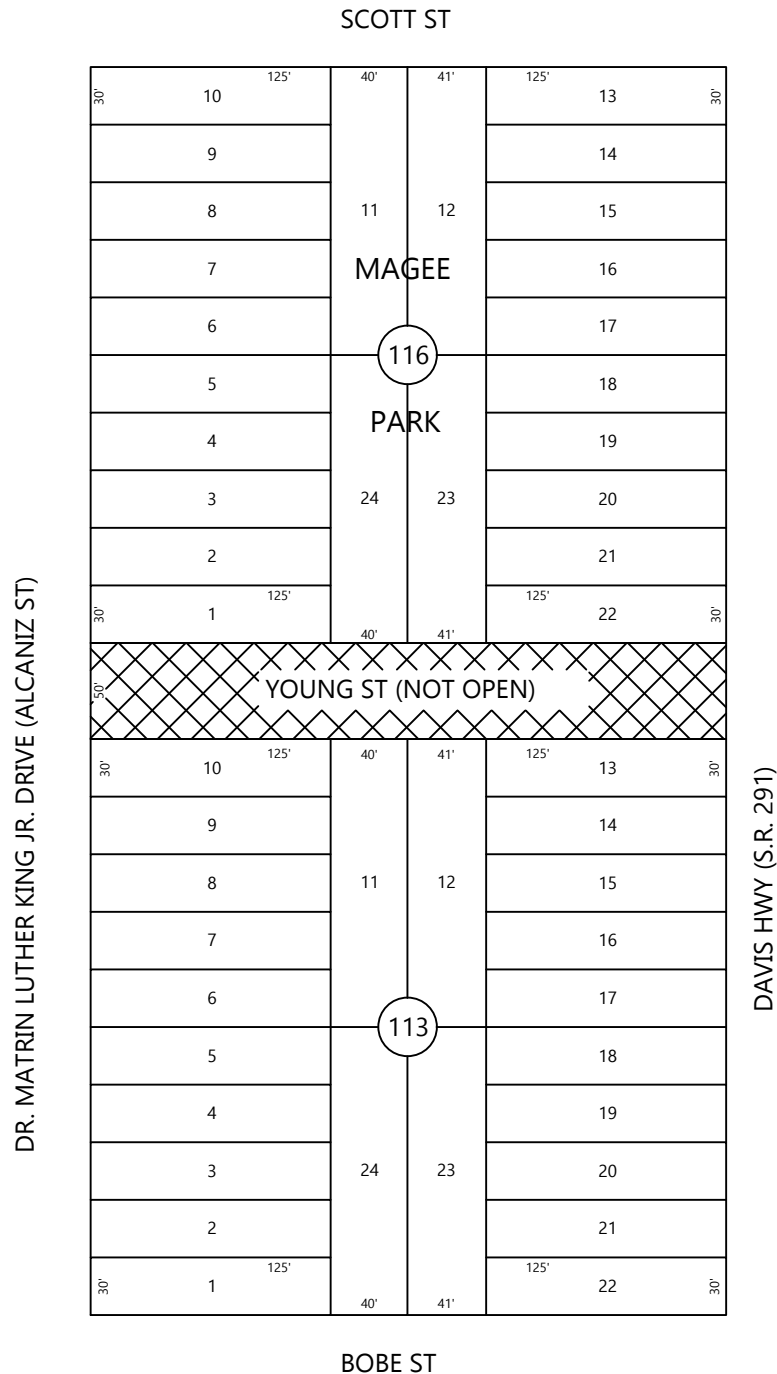 SCOTT ST
125' 40' 41' 125'
30' 10 13 30'
9 14
8 11 12 15
7 MAGEE 16
6 17
116
5 18
4 PARK 19
3 24 23 20
2 21
125' 125'
30' 1 22 30'
40' 41'
50' YOUNG ST (NOT OPEN)
125' 40' 41' 125'
30' 10 13 30'
9 14
8 11 12 15
7 16
6 17
113
5 18
4 19
3 24 23 20
2 21
125' 125'
30' 1 22 30'
40' 41'
DR. MATRIN LUTHER KING JR. DRIVE (ALCANIZ ST)
DAVIS HWY (S.R. 291)
BOBE ST